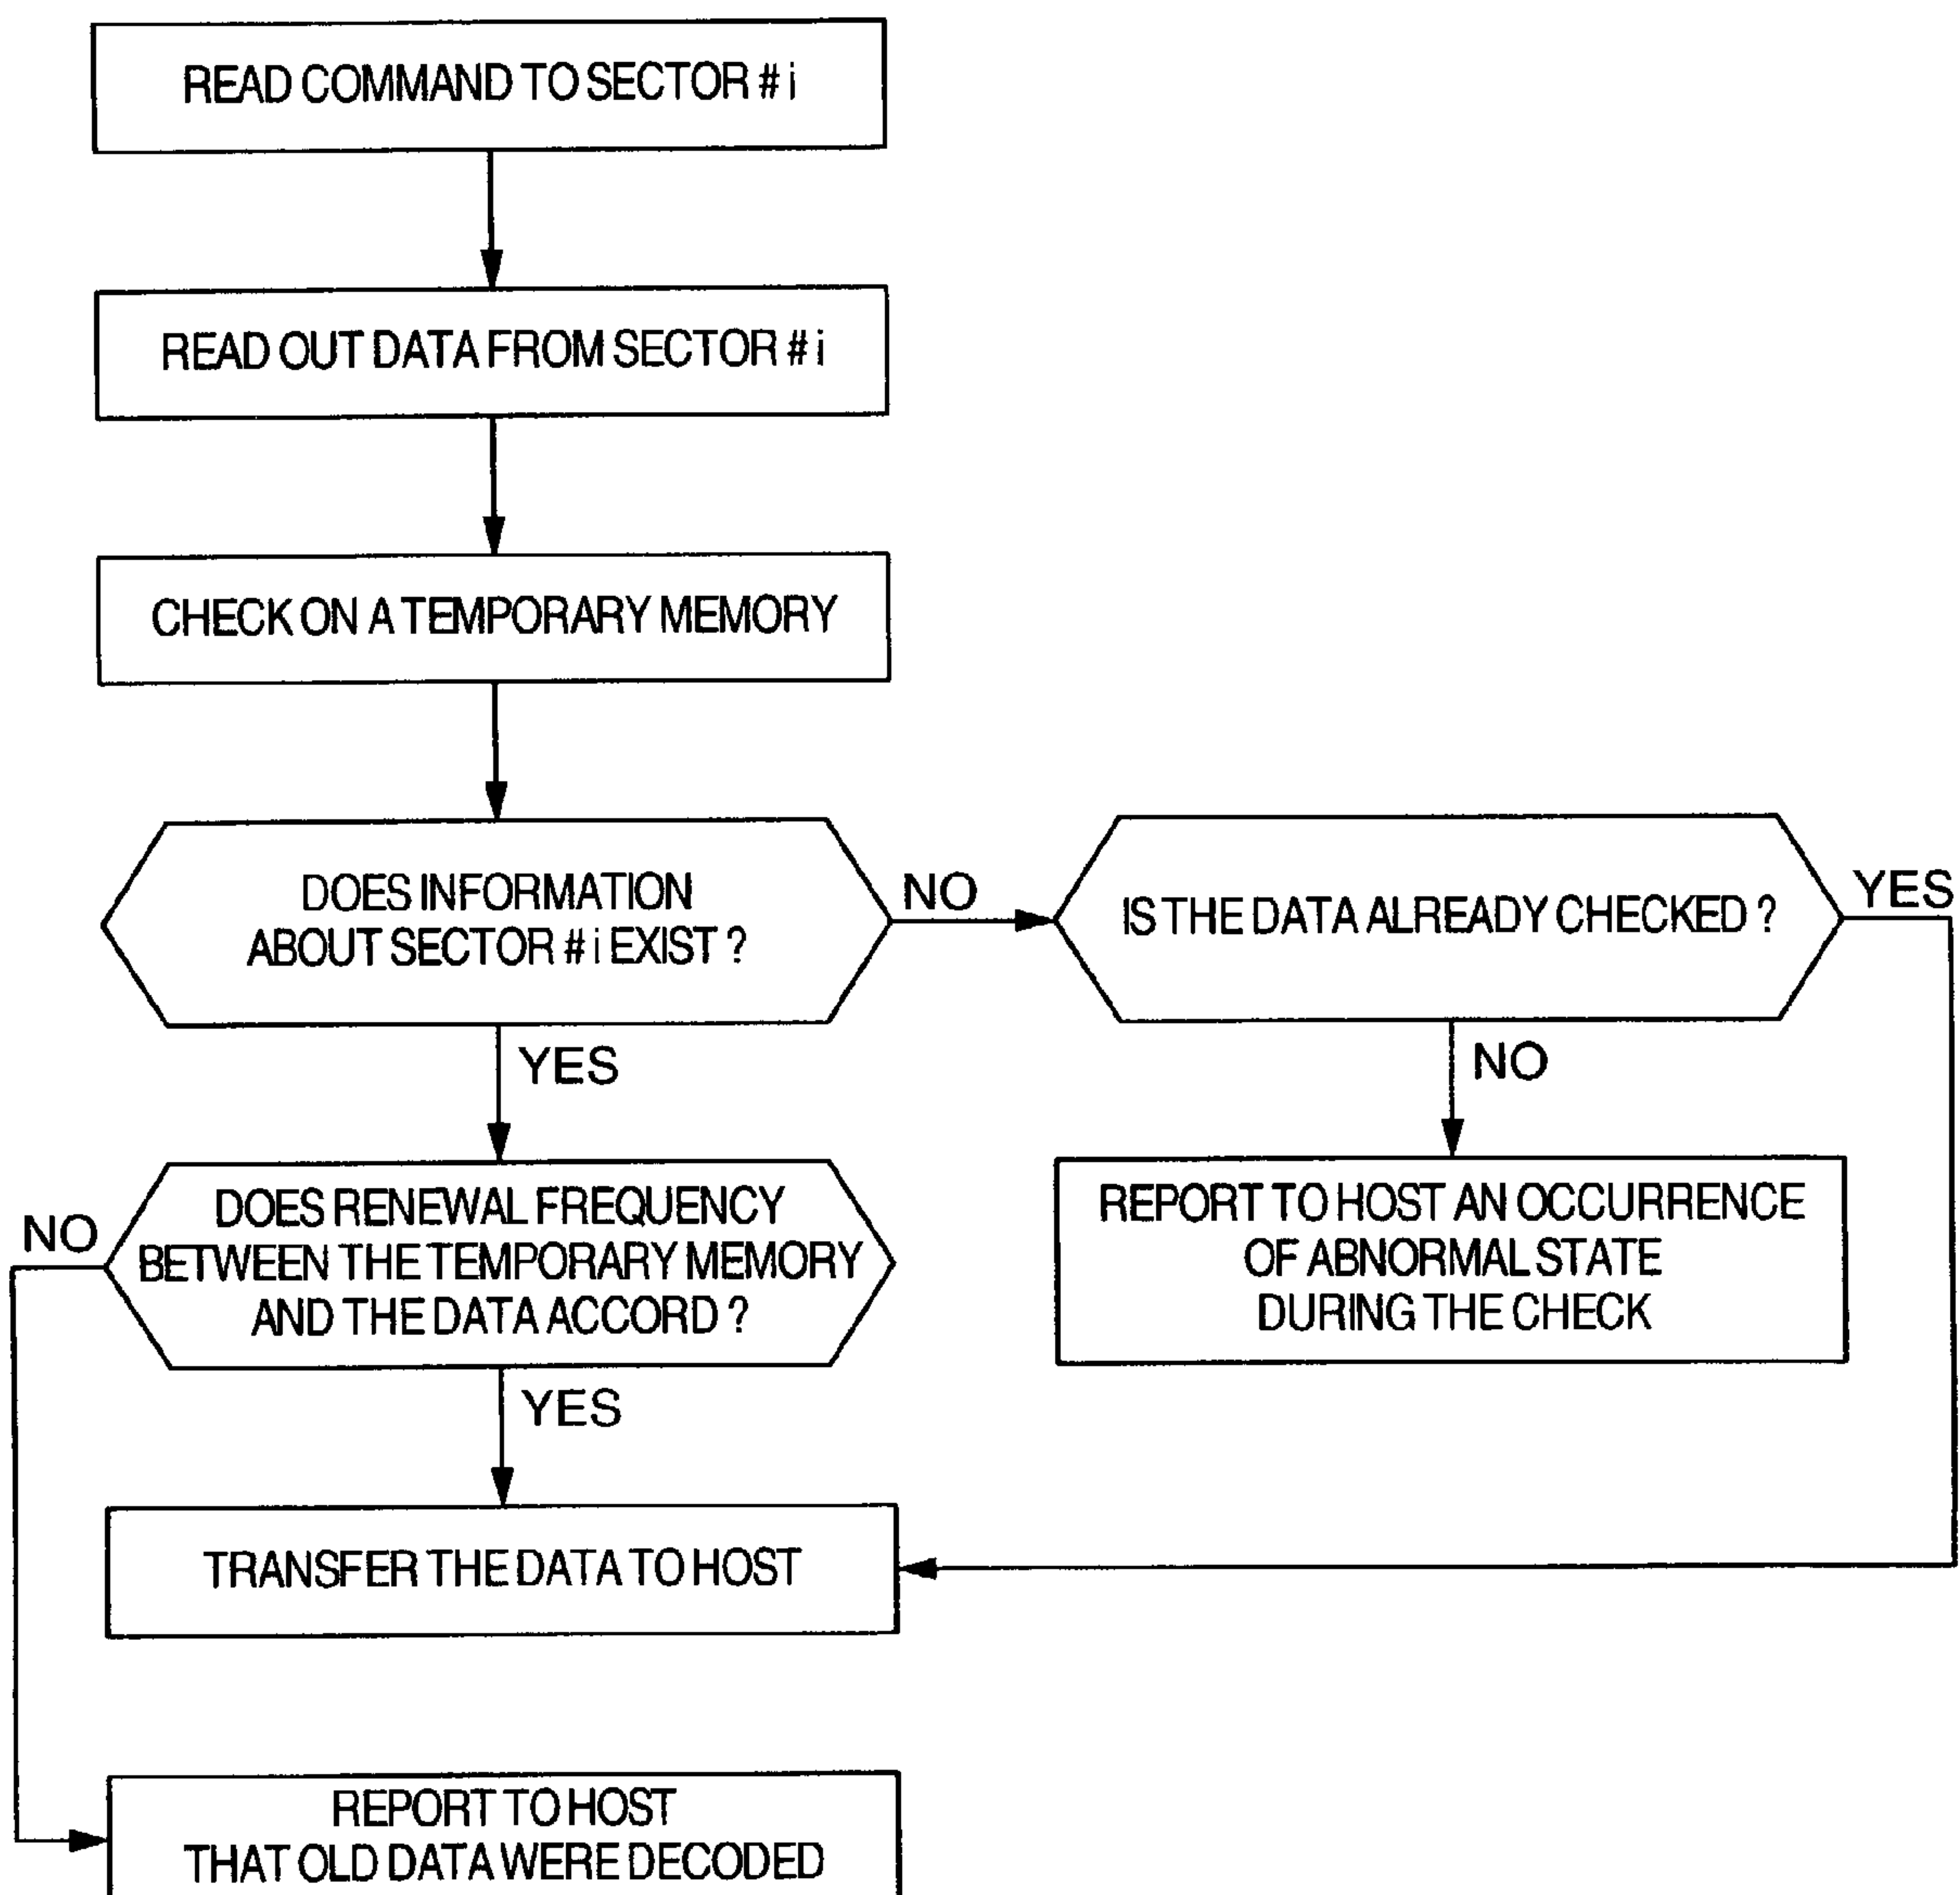 READ COMMAND TO SECTOR # i
READ OUT DATA FROM SECTOR # i
CHECK ON A TEMPORARY MEMORY
DOES INFORMATION
ABOUT SECTOR # i EXIST ?
NO
IS THE DATA ALREADY CHECKED ?
YES
YES
NO
DOES RENEWAL FREQUENCY
BETWEEN THE TEMPORARY MEMORY
AND THE DATA ACCORD ?
NO
REPORT TO HOST AN OCCURRENCE
OF ABNORMAL STATE
DURING THE CHECK
YES
TRANSFER THE DATA TO HOST
REPORT TO HOST
THAT OLD DATA WERE DECODED